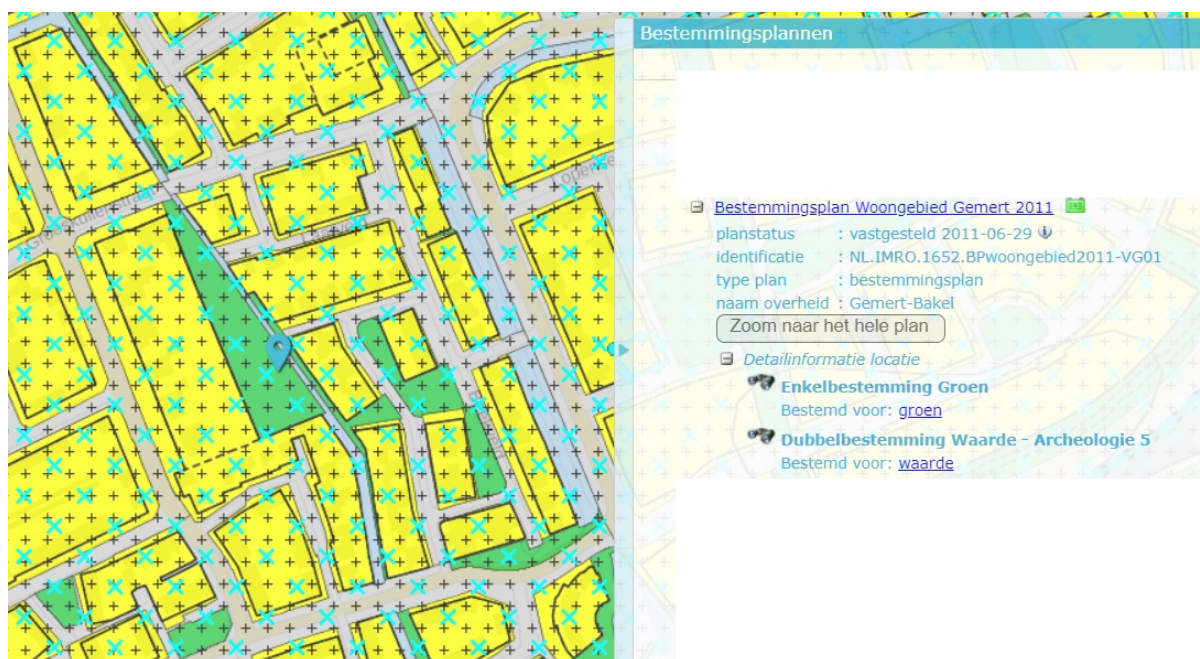 Bestemmingsplannen
Bestemmingsplan Woongebied Gemert 2011
planstatus : vastgesteld 2011-06-29
identificatie : NL.IMRO.1652.BPwoongebied2011-VG01
type plan : bestemmingsplan
naam overheid : Gemert-Bakel
Zoom naar het hele plan
Detailinformatie locatie
Enkelbestemming Groen
Bestemd voor: groen
Dubbelbestemming Waarde - Archeologie 5
Bestemd voor: waarde